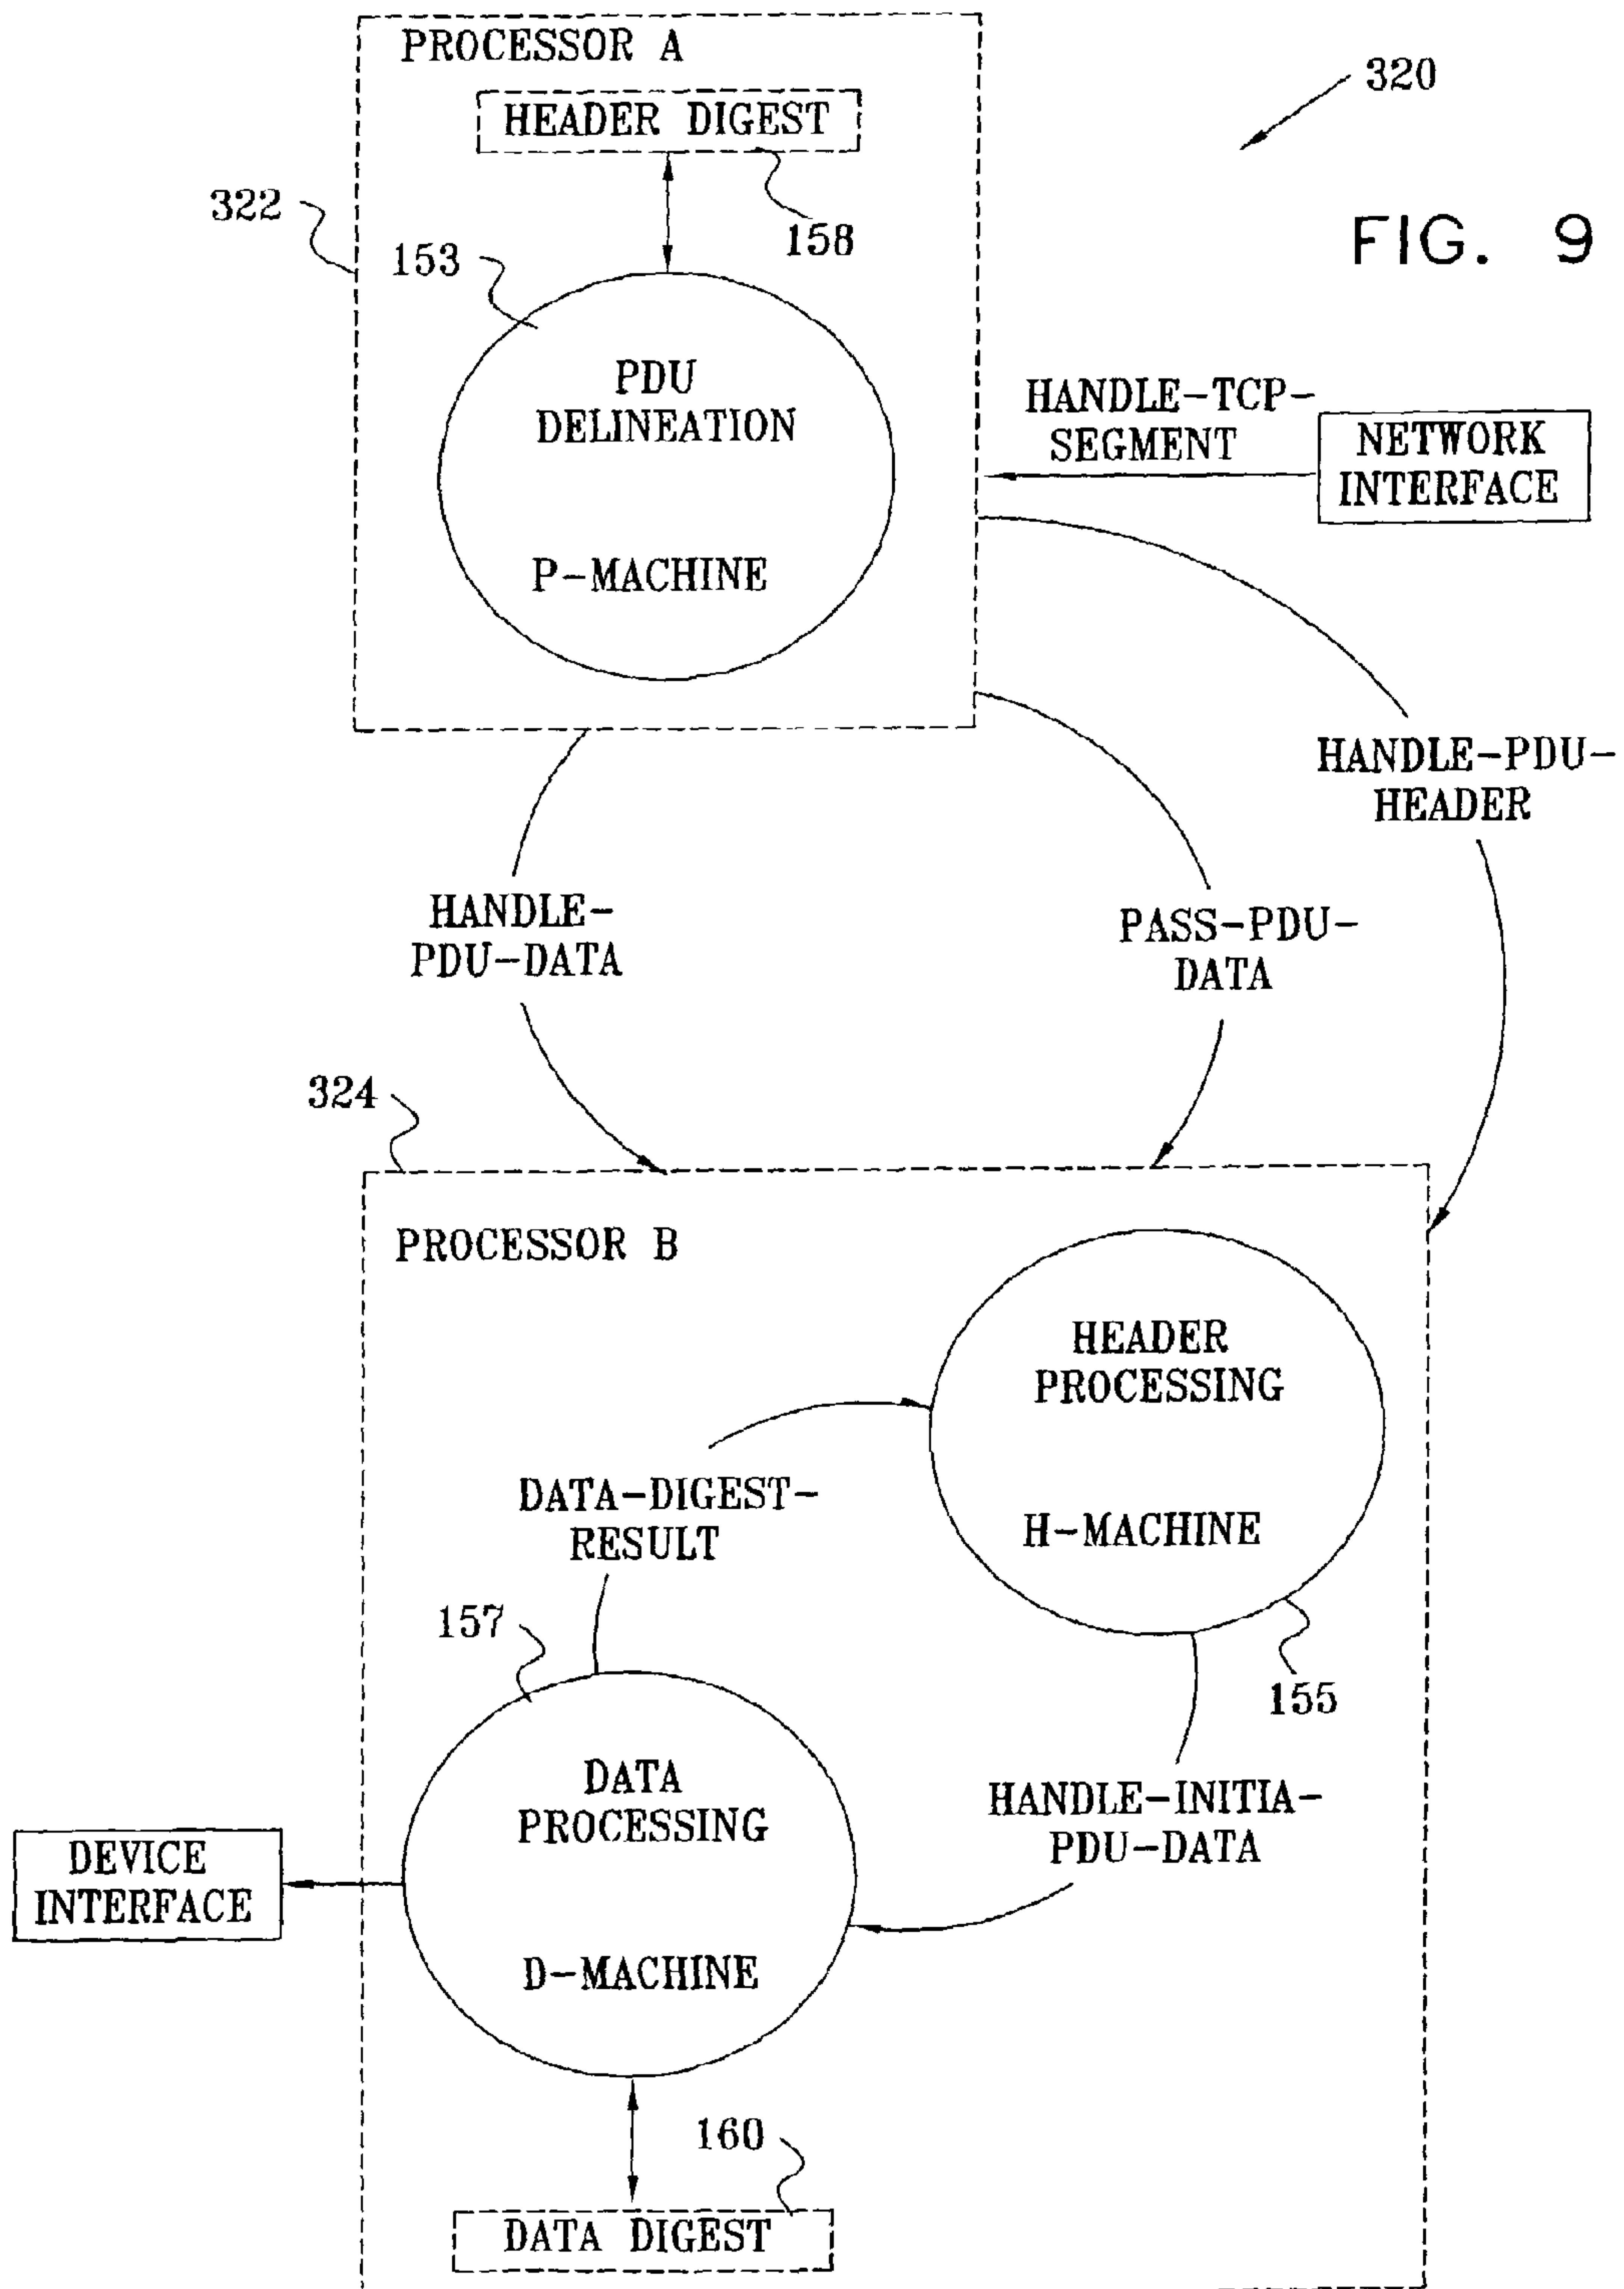 PROCESSOR A
320
HEADER DIGEST
322
158
153
FIG. 9
PDU
DELINEATION
P-MACHINE
HANDLE-TCP-
SEGMENT
NETWORK
INTERFACE
HANDLE-PDU-
HEADER
HANDLE-
PDU-DATA
PASS-PDU-
DATA
324
PROCESSOR B
HEADER
PROCESSING
H-MACHINE
DATA-DIGEST-
RESULT
157
155
DATA
PROCESSING
D-MACHINE
HANDLE-INITIA-
PDU-DATA
DEVICE
INTERFACE
160
DATA DIGEST